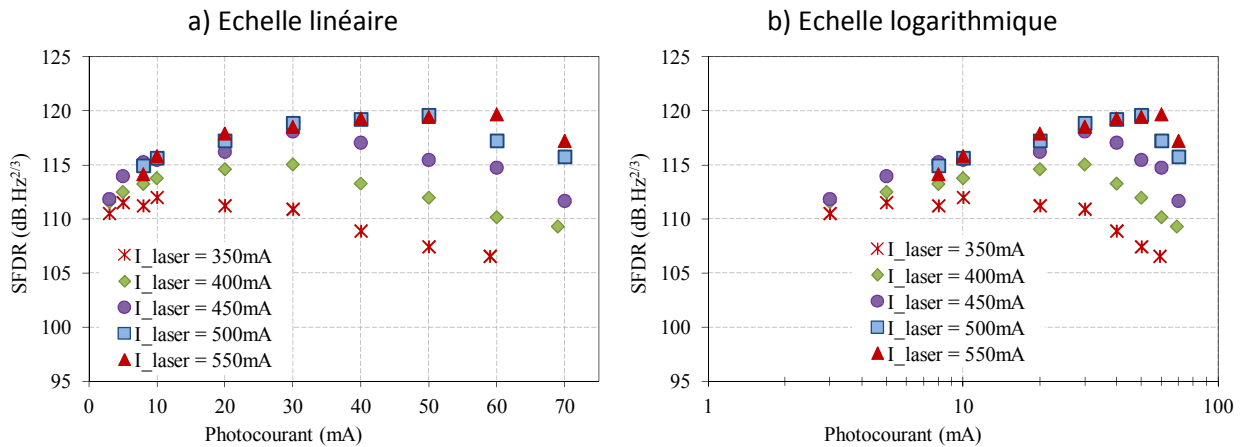 a) Echelle linéaire
125
120
115
110
105
100
95
SFDR (dB.Hz2/3)
I_laser = 350mA
I_laser = 400mA
I_laser = 450mA
I_laser = 500mA
I_laser = 550mA
0 10 20 30 40 50 60 70
Photocourant (mA)
b) Echelle logarithmique
125
120
115
110
105
100
95
SFDR (dB.Hz2/3)
I_laser = 350mA
I_laser = 400mA
I_laser = 450mA
I_laser = 500mA
I_laser = 550mA
1 10 100
Photocourant (mA)